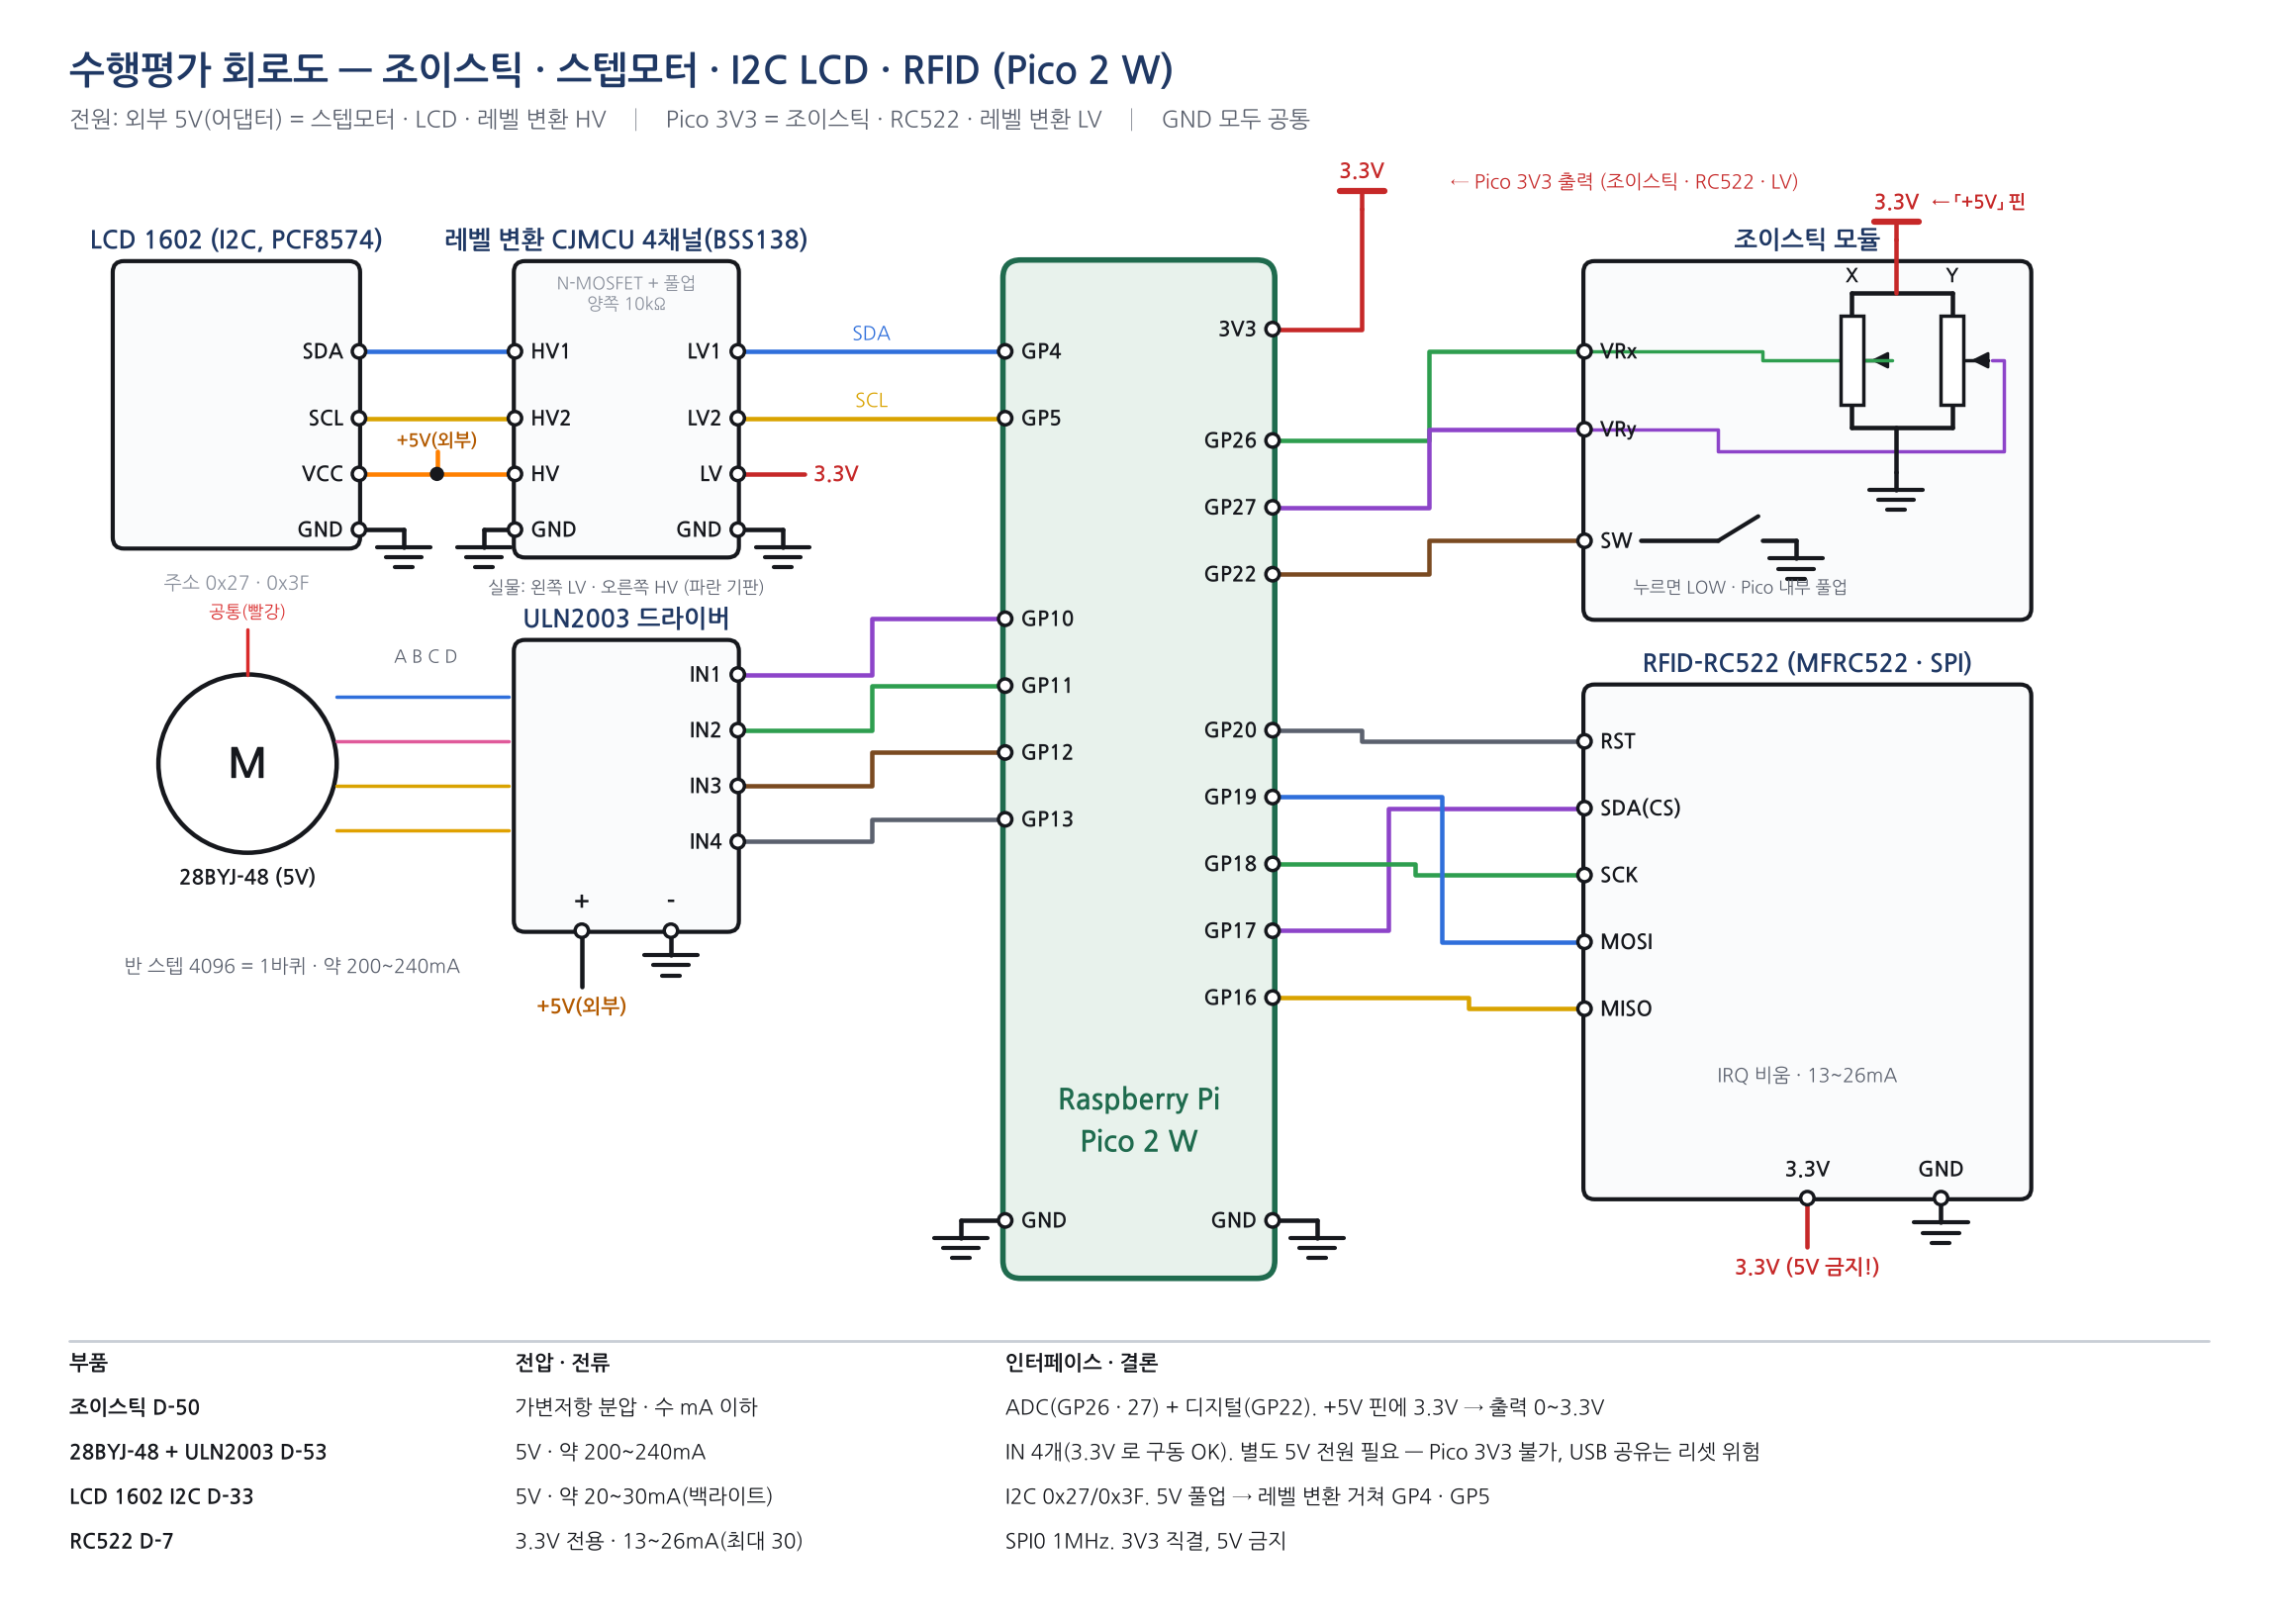 수행평가 회로도 — 조이스틱 · 스텝모터 · I2C LCD · RFID (Pico 2 W)
전원: 외부 5V(어댑터) = 스텝모터 · LCD · 레벨 변환 HV | Pico 3V3 = 조이스틱 · RC522 · 레벨 변환 LV | GND 모두 공통
3.3V
← Pico 3V3 출력 (조이스틱 · RC522 · LV)
3.3V ←「+5V」핀
LCD 1602 (I2C, PCF8574)
SDA
SCL
VCC
GND
주소 0x27 · 0x3F
+5V(외부)
레벨 변환 CJMCU 4채널(BSS138)
N-MOSFET + 풀업
양쪽 10kΩ
HV1
LV1
HV2
LV2
HV
LV
GND
GND
실물: 왼쪽 LV · 오른쪽 HV (파란 기판)
SDA
SCL
3.3V
공통(빨강)
A B C D
M
28BYJ-48 (5V)
반 스텝 4096 = 1바퀴 · 약 200~240mA
ULN2003 드라이버
IN1
IN2
IN3
IN4
+
-
+5V(외부)
GP4
GP5
GP10
GP11
GP12
GP13
GND
3V3
GP26
GP27
GP22
GP20
GP19
GP18
GP17
GP16
GND
Raspberry Pi
Pico 2 W
조이스틱 모듈
X
Y
VRx
VRy
SW
누르면 LOW · Pico 내부 풀업
RFID-RC522 (MFRC522 · SPI)
RST
SDA(CS)
SCK
MOSI
MISO
IRQ 비움 · 13~26mA
3.3V
GND
3.3V (5V 금지!)
부품
전압 · 전류
인터페이스 · 결론
조이스틱 D-50
가변저항 분압 · 수 mA 이하
ADC(GP26 · 27) + 디지털(GP22). +5V 핀에 3.3V → 출력 0~3.3V
28BYJ-48 + ULN2003 D-53
5V · 약 200~240mA
IN 4개(3.3V 로 구동 OK). 별도 5V 전원 필요 — Pico 3V3 불가, USB 공유는 리셋 위험
LCD 1602 I2C D-33
5V · 약 20~30mA(백라이트)
I2C 0x27/0x3F. 5V 풀업 → 레벨 변환 거쳐 GP4 · GP5
RC522 D-7
3.3V 전용 · 13~26mA(최대 30)
SPI0 1MHz. 3V3 직결, 5V 금지